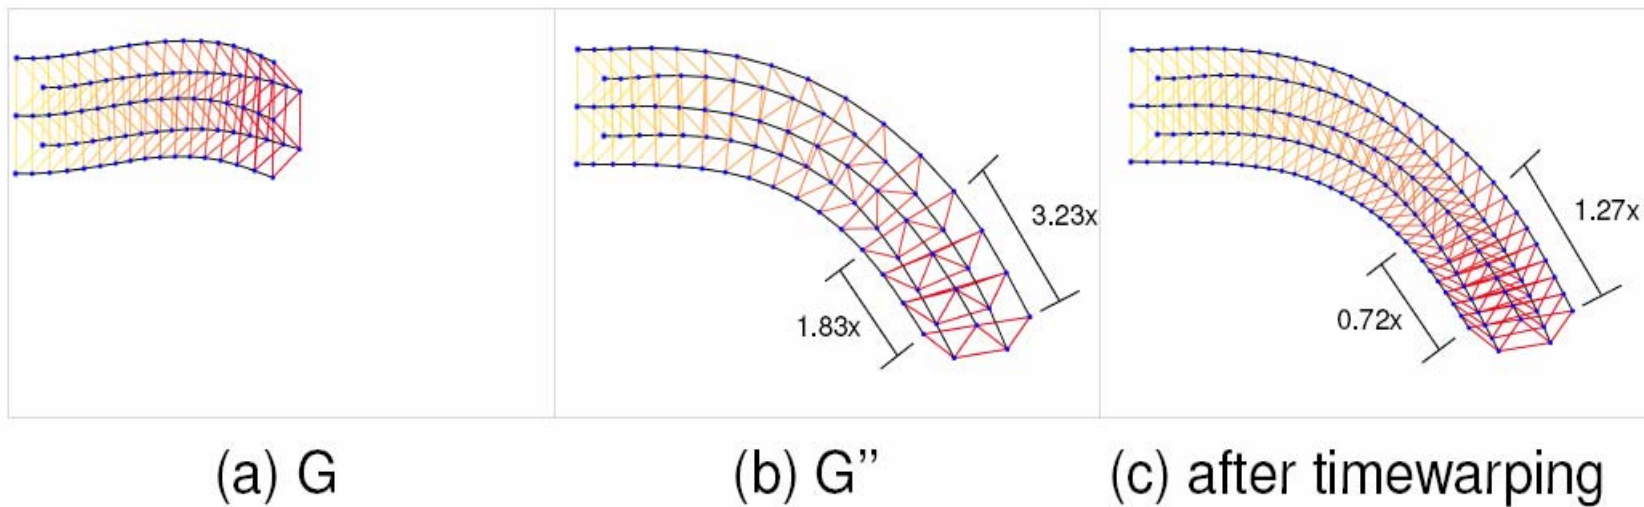 3.23x
1.83x
1.27x
0.72x
(a) G
(b) G”
(c) after timewarping